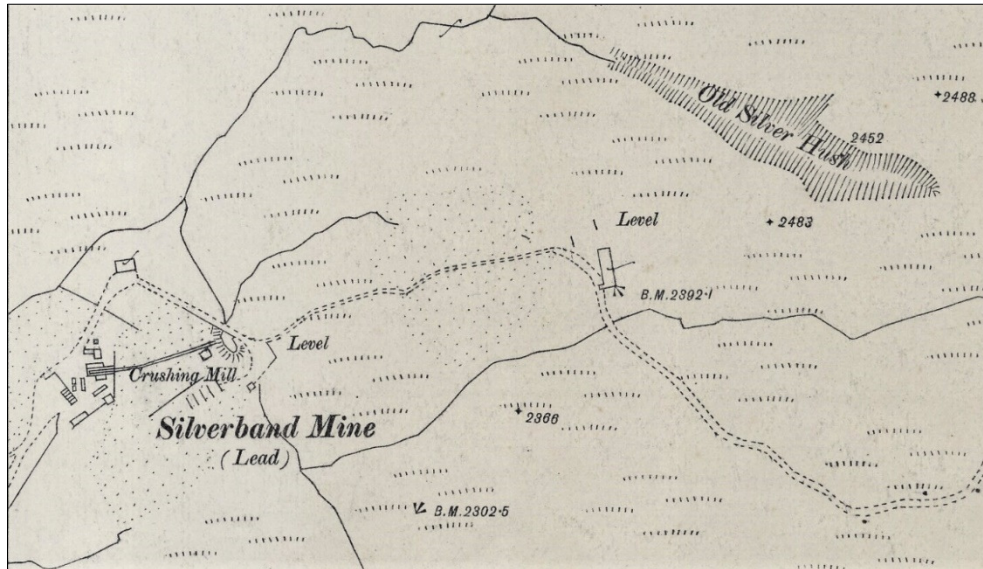 Old Silver Hush
2488
2452
2483
Level
B.M. 2392·1
Level
Crushing Mill
Silverband Mine
(Lead)
2366
B.M. 2302·5